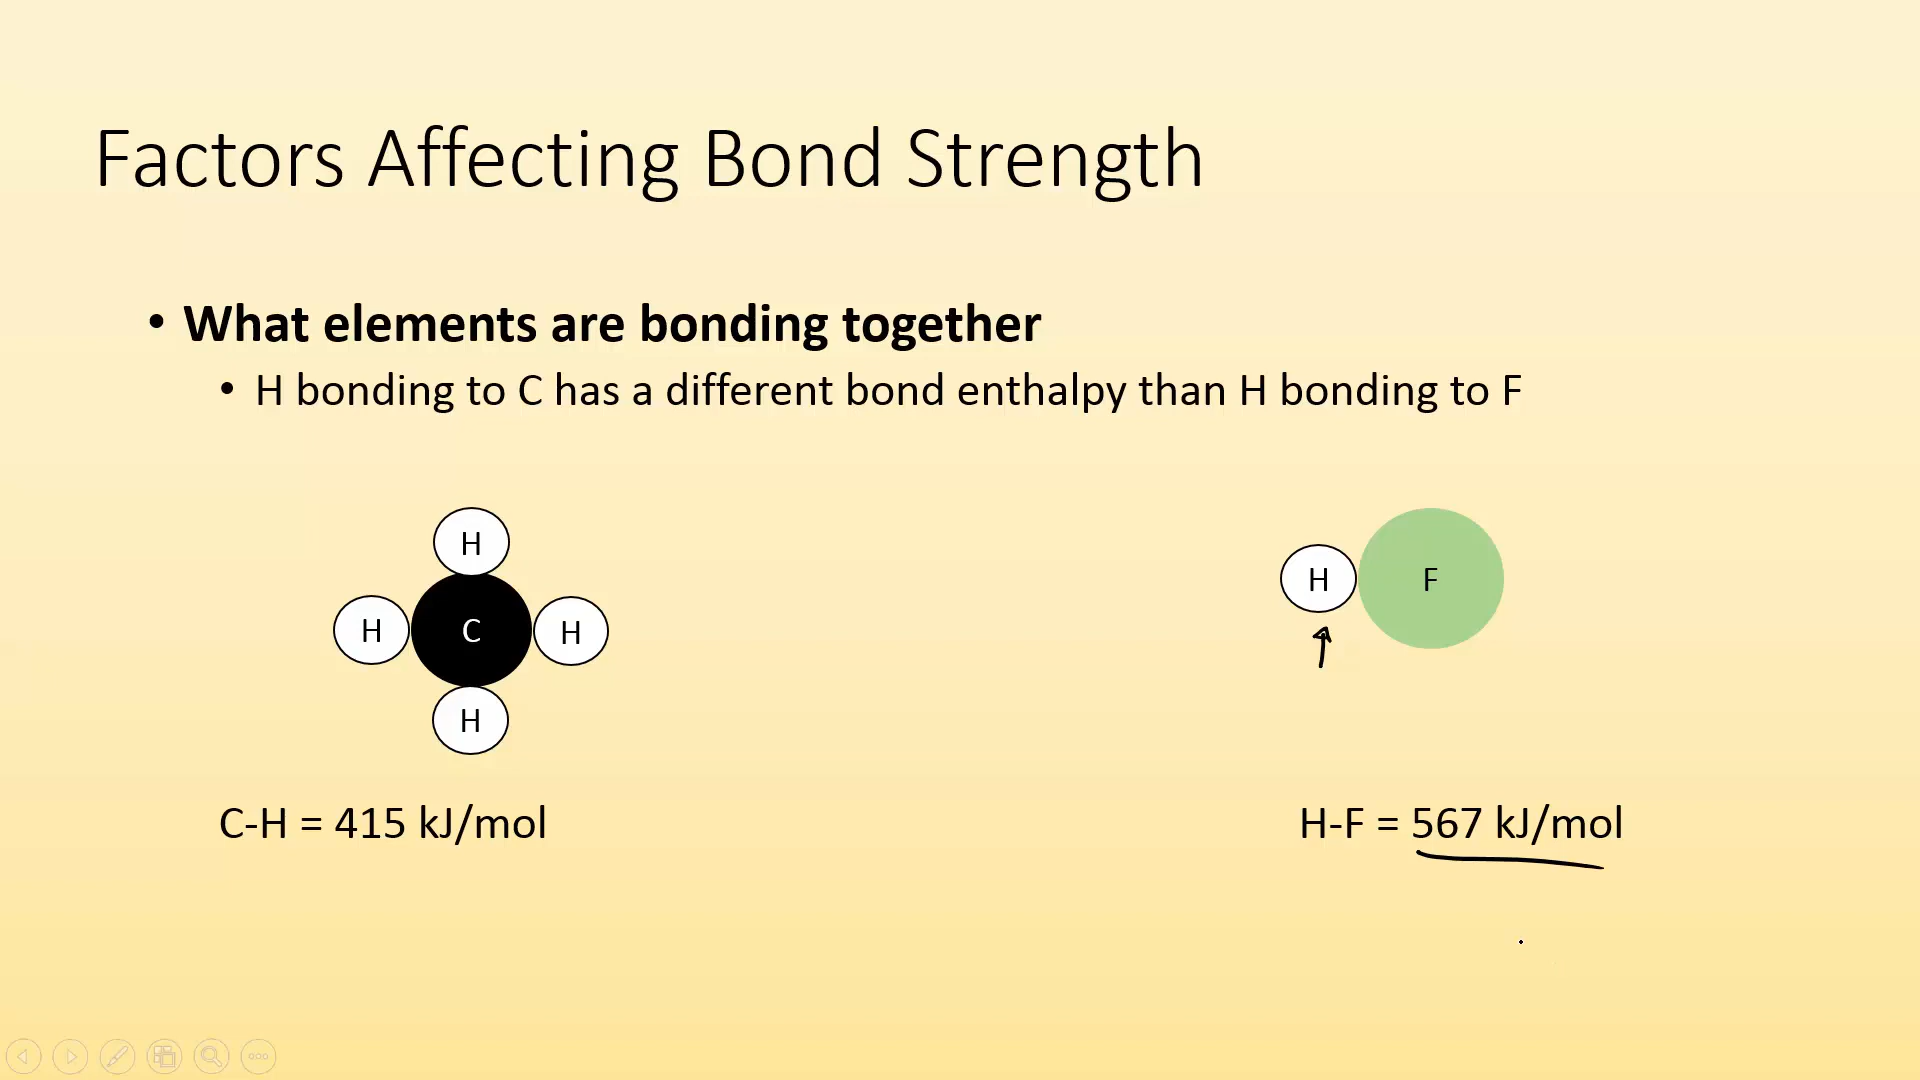 Factors Affecting Bond Strength
• What elements are bonding together
• H bonding to C has a different bond enthalpy than H bonding to F
H
H C H
H
H F
C-H = 415 kJ/mol
H-F = 567 kJ/mol